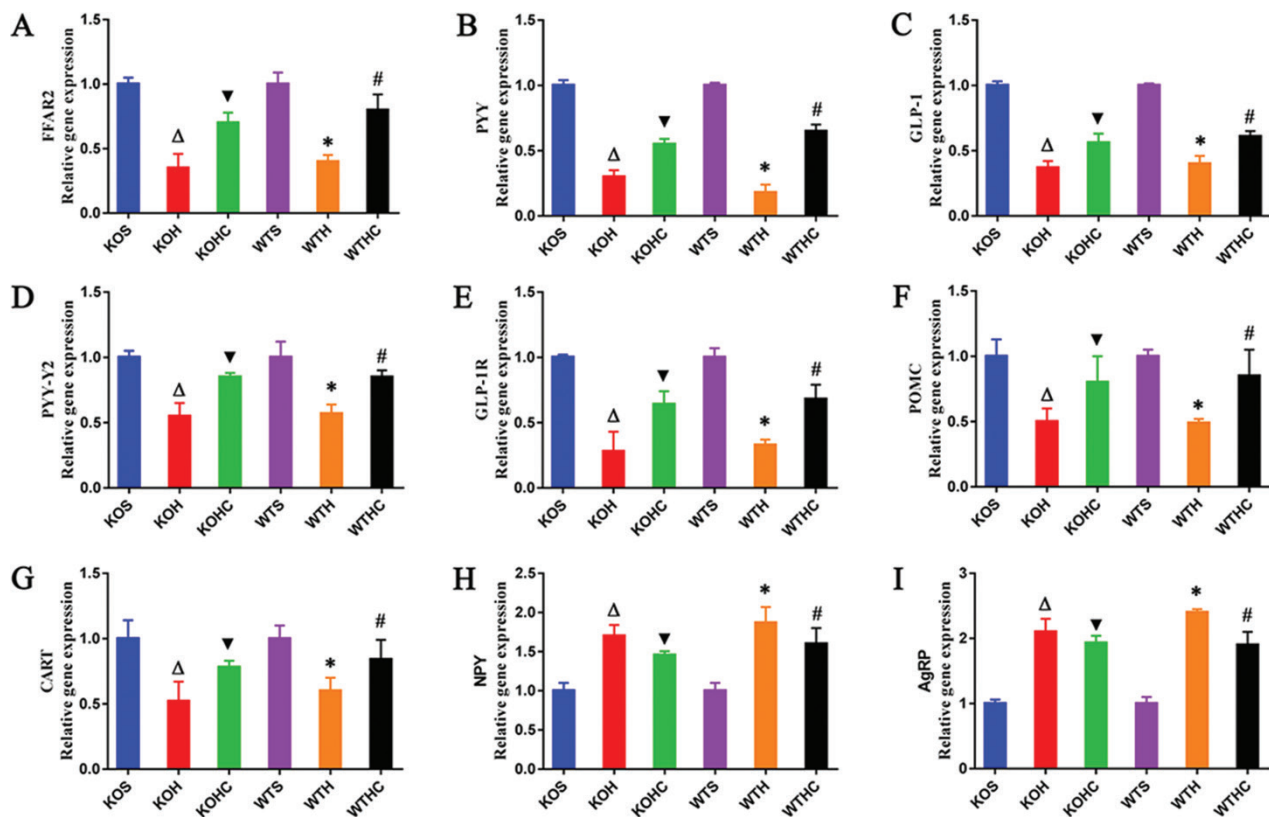 A
FFAR2
Relative gene expression
1.5
1.0
0.5
0.0
Δ
▼
*
#
KOS
KOH
KOHC
WTS
WTH
WTHC
B
PYY
Relative gene expression
1.5
1.0
0.5
0.0
Δ
▼
*
#
KOS
KOH
KOHC
WTS
WTH
WTHC
C
GLP-1
Relative gene expression
1.5
1.0
0.5
0.0
Δ
▼
*
#
KOS
KOH
KOHC
WTS
WTH
WTHC
D
PYY-Y2
Relative gene expression
1.5
1.0
0.5
0.0
Δ
▼
*
#
KOS
KOH
KOHC
WTS
WTH
WTHC
E
GLP-1R
Relative gene expression
1.5
1.0
0.5
0.0
Δ
▼
*
#
KOS
KOH
KOHC
WTS
WTH
WTHC
F
POMC
Relative gene expression
1.5
1.0
0.5
0.0
Δ
▼
*
#
KOS
KOH
KOHC
WTS
WTH
WTHC
G
CART
Relative gene expression
1.5
1.0
0.5
0.0
Δ
▼
*
#
KOS
KOH
KOHC
WTS
WTH
WTHC
H
NPY
Relative gene expression
2.5
2.0
1.5
1.0
0.5
0.0
Δ
▼
*
#
KOS
KOH
KOHC
WTS
WTH
WTHC
I
AgRP
Relative gene expression
3
2
1
0
Δ
▼
*
#
KOS
KOH
KOHC
WTS
WTH
WTHC